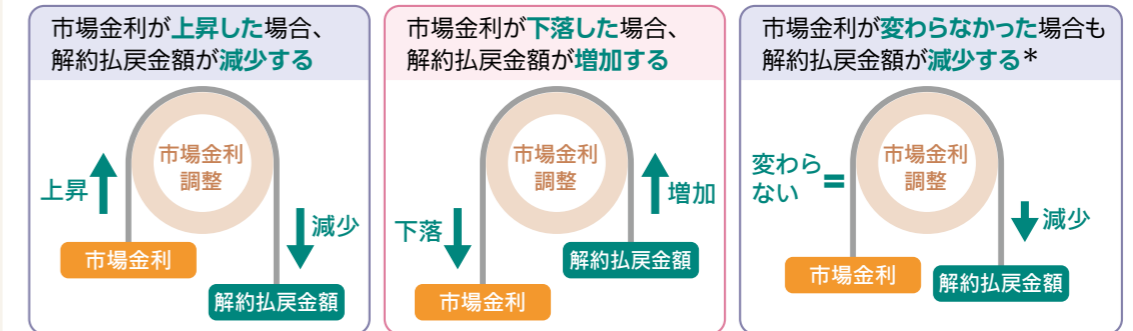 市場金利が上昇した場合、
解約払戻金額が減少する
市場金利
調整
上昇
減少
市場金利
解約払戻金額
市場金利が下落した場合、
解約払戻金額が増加する
市場金利
調整
下落
増加
解約払戻金額
市場金利
市場金利が変わらなかった場合も
解約払戻金額が減少する*
市場金利
調整
変わら
ない
=
減少
市場金利
解約払戻金額